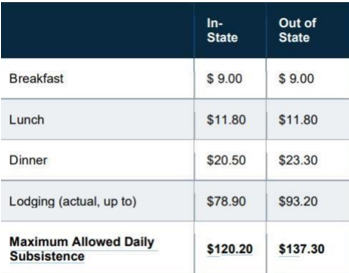 In-State Out of State
Breakfast $ 9.00 $ 9.00
Lunch $11.80 $11.80
Dinner $20.50 $23.30
Lodging (actual, up to) $78.90 $93.20
Maximum Allowed Daily Subsistence $120.20 $137.30